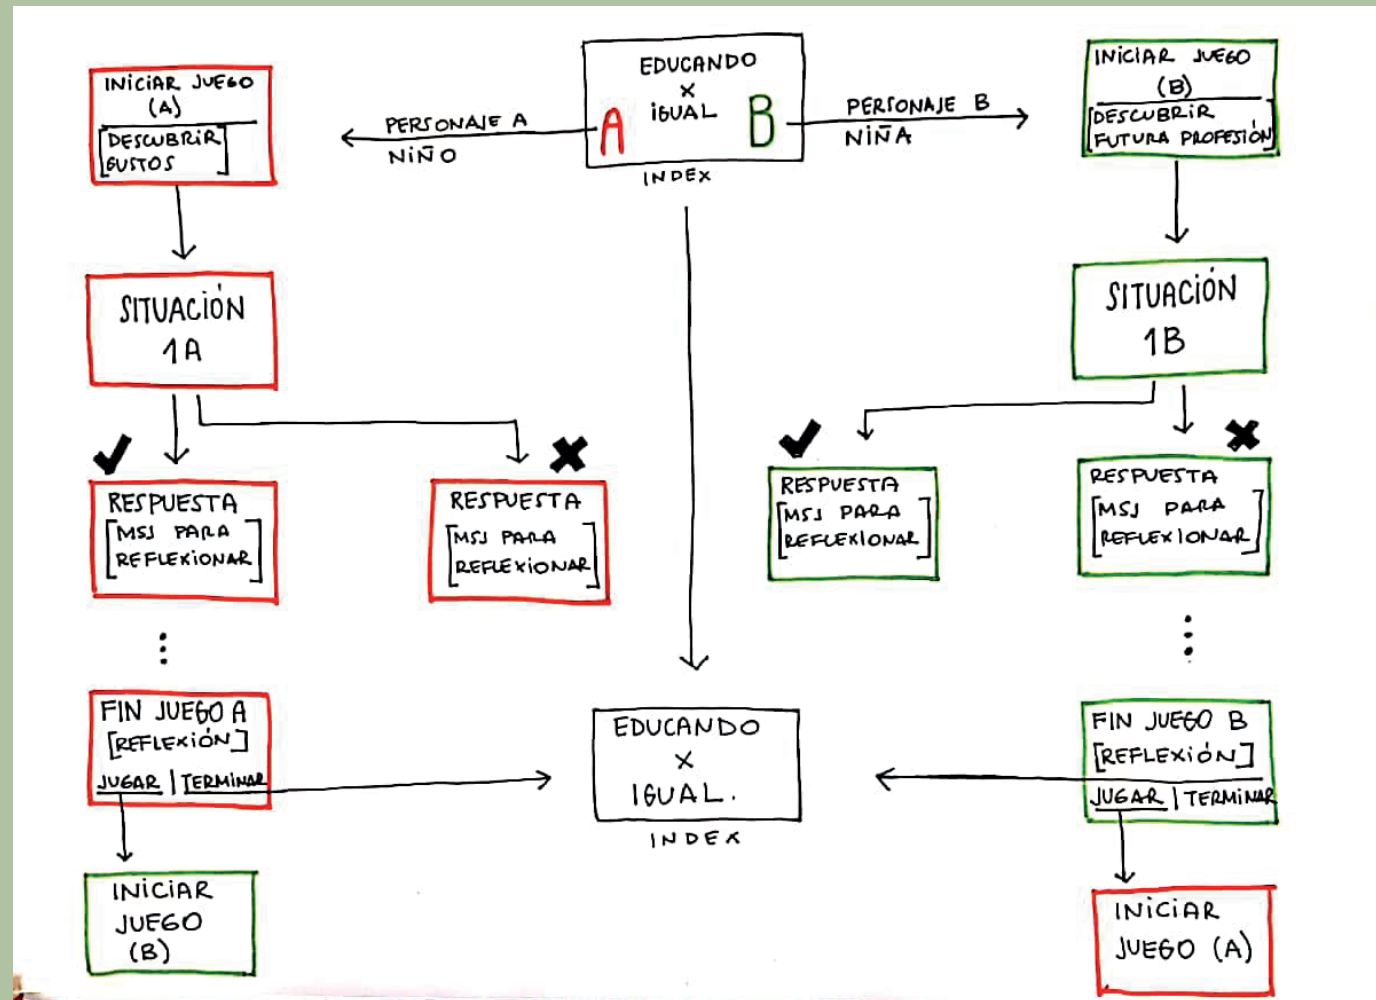 EDUCANDO
X
iGUAL
A
B
INDEX
PERSONAJE A
NIÑO
PERSONAJE B
NIÑA
INiCiAR JUEGO
(A)
[DESCUBRiR
GUSTOS]
SITUACIÓN
1A
RESPUESTA
[MSJ PARA
REFLEXIONAR]
RESPUESTA
[MSJ PARA
REFLEXIONAR]
FIN JUEGO A
[REFLEXIÓN]
JUGAR | TERMINAR
INiCiAR
JUEGO
(B)
INiCiAR JUEGO
(B)
[DESCUBRiR
FUTURA PROFESIÓN]
SITUACIÓN
1B
RESPUESTA
[MSJ PARA
REFLEXIONAR]
RESPUESTA
[MSJ PARA
REFLEXIONAR]
FIN JUEGO B
[REFLEXIÓN]
JUGAR | TERMINAR
INiCiAR
JUEGO (A)
EDUCANDO
X
IGUAL.
INDEX